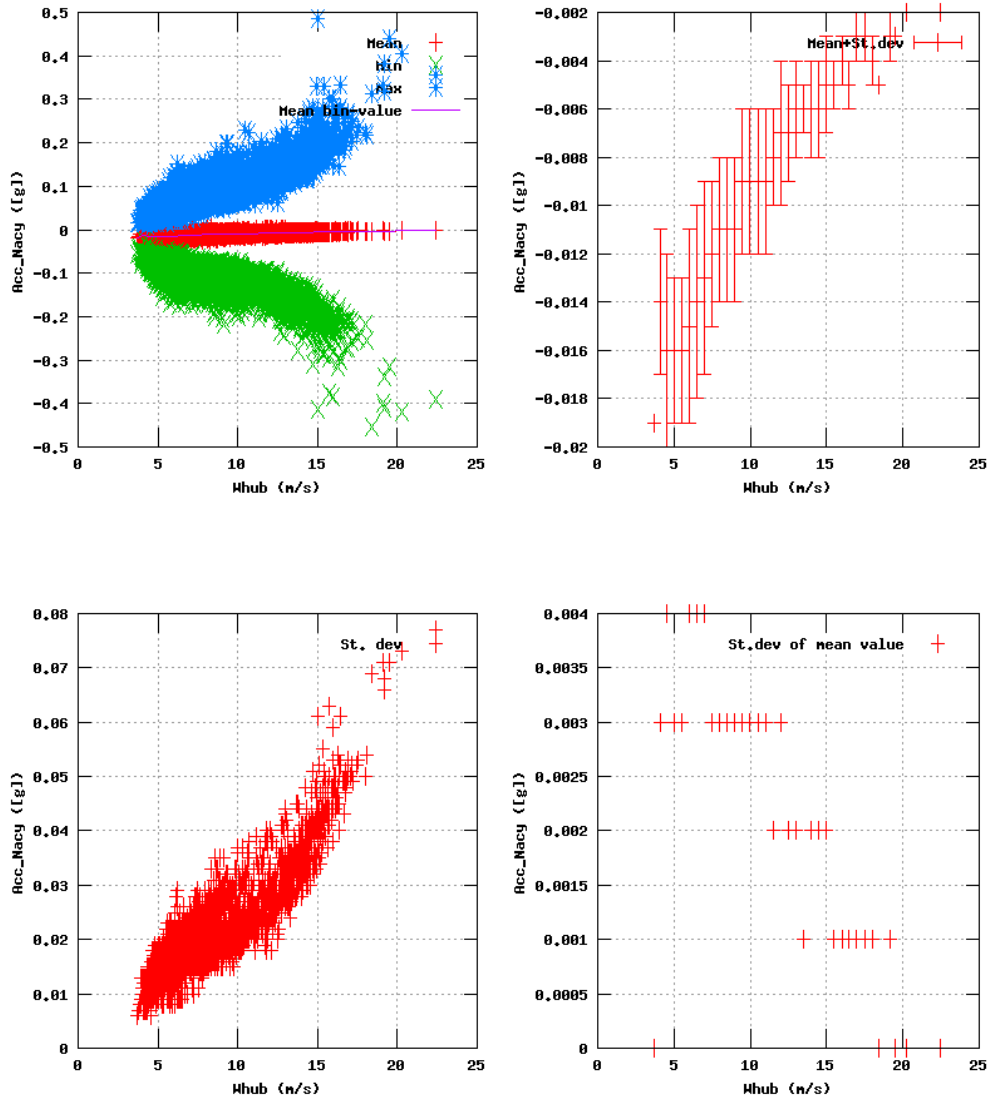 0.5
0.4
0.3
0.2
0.1
0
-0.1
-0.2
-0.3
-0.4
-0.5
0 5 10 15 20 25
Acc_Nacy ([g])
Whub (m/s)
Mean
Min
Max
Mean bin-value
-0.002
-0.004
-0.006
-0.008
-0.01
-0.012
-0.014
-0.016
-0.018
-0.02
0 5 10 15 20 25
Acc_Nacy ([g])
Whub (m/s)
Mean+St.dev
0.08
0.07
0.06
0.05
0.04
0.03
0.02
0.01
0
0 5 10 15 20 25
Acc_Nacy ([g])
Whub (m/s)
St. dev
0.004
0.0035
0.003
0.0025
0.002
0.0015
0.001
0.0005
0
0 5 10 15 20 25
Acc_Nacy ([g])
Whub (m/s)
St.dev of mean value